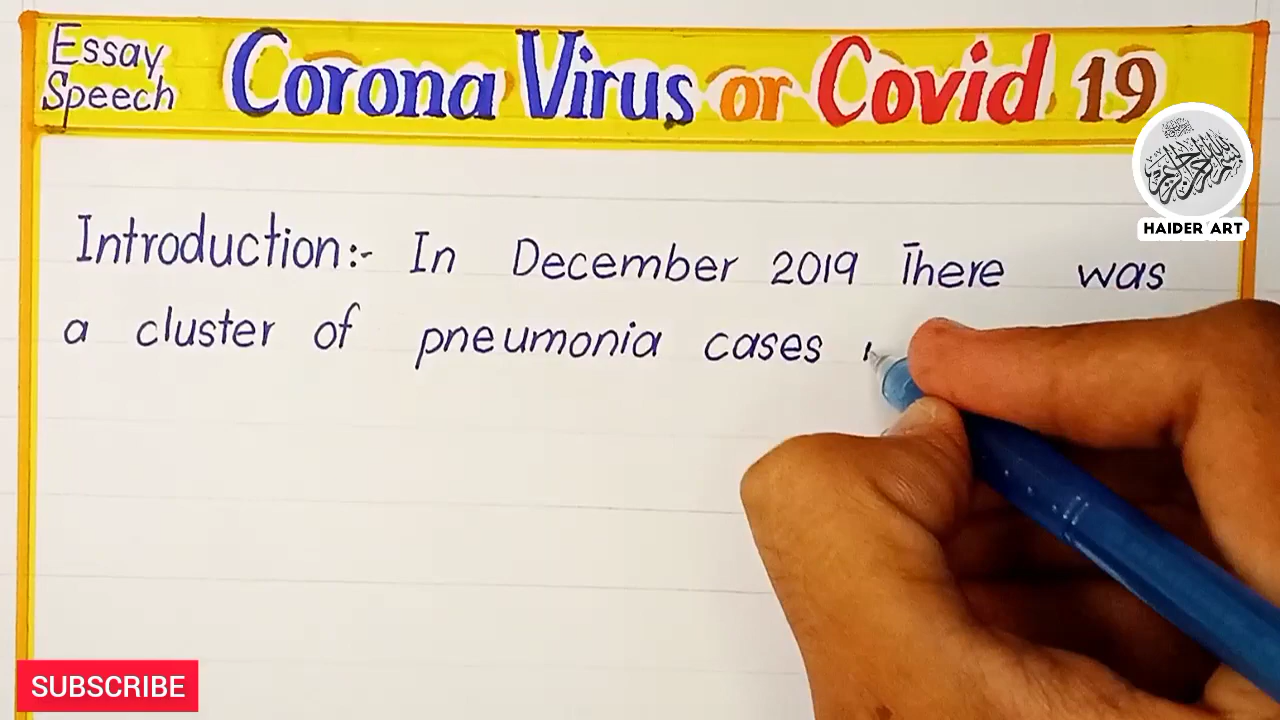 Essay
Speech
Corona Virus or Covid 19
HAIDER ART
Introduction:- In December 2019 There was
a cluster of pneumonia cases
SUBSCRIBE